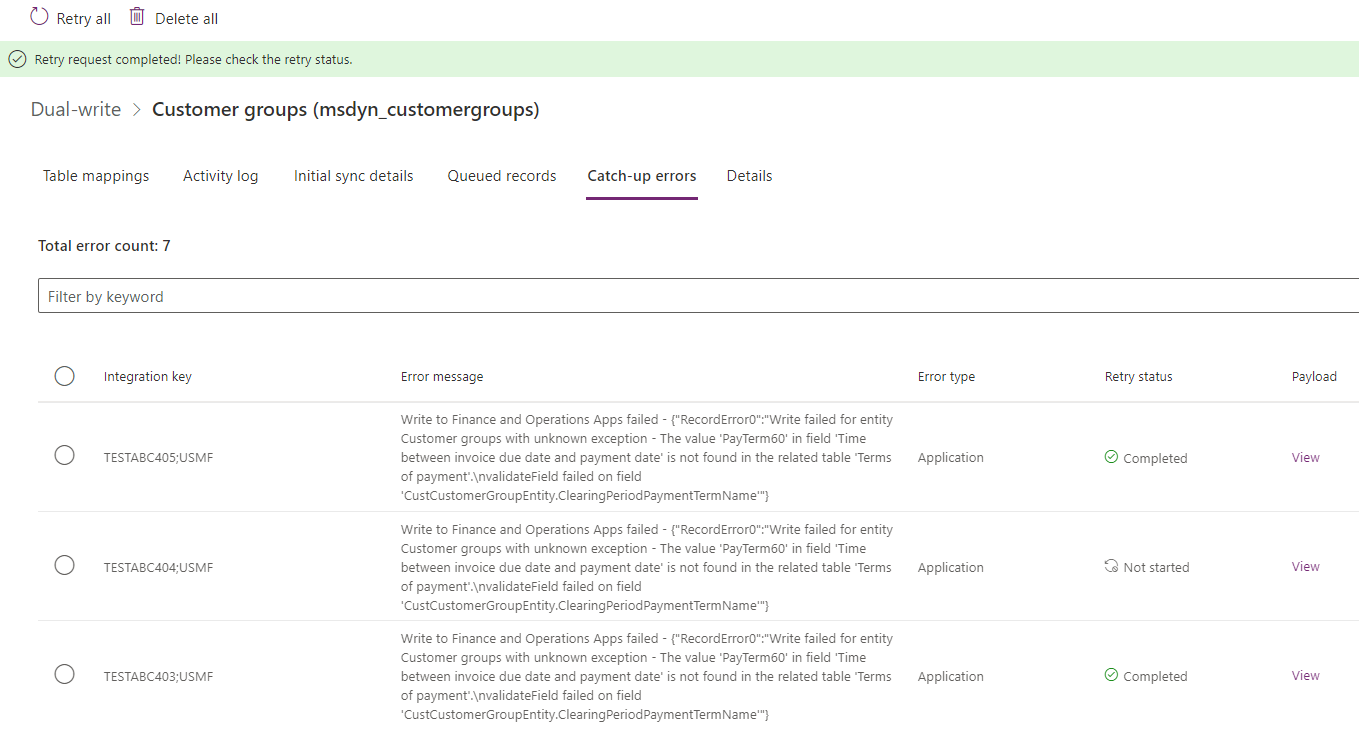 Retry all
Delete all
Retry request completed! Please check the retry status.
Dual-write > Customer groups (msdyn_customergroups)
Table mappings
Activity log
Initial sync details
Queued records
Catch-up errors
Details
Total error count: 7
Filter by keyword
Integration key
Error message
Error type
Retry status
Payload
TESTABC405;USMF
Write to Finance and Operations Apps failed - {"RecordError0":"Write failed for entity
Customer groups with unknown exception - The value 'PayTerm60' in field 'Time
between invoice due date and payment date' is not found in the related table 'Terms
of payment'.\nvalidateField failed on field
'CustCustomerGroupEntity.ClearingPeriodPaymentTermName'"}
Application
Completed
View
TESTABC404;USMF
Write to Finance and Operations Apps failed - {"RecordError0":"Write failed for entity
Customer groups with unknown exception - The value 'PayTerm60' in field 'Time
between invoice due date and payment date' is not found in the related table 'Terms
of payment'.\nvalidateField failed on field
'CustCustomerGroupEntity.ClearingPeriodPaymentTermName'"}
Application
Not started
View
TESTABC403;USMF
Write to Finance and Operations Apps failed - {"RecordError0":"Write failed for entity
Customer groups with unknown exception - The value 'PayTerm60' in field 'Time
between invoice due date and payment date' is not found in the related table 'Terms
of payment'.\nvalidateField failed on field
'CustCustomerGroupEntity.ClearingPeriodPaymentTermName'"}
Application
Completed
View